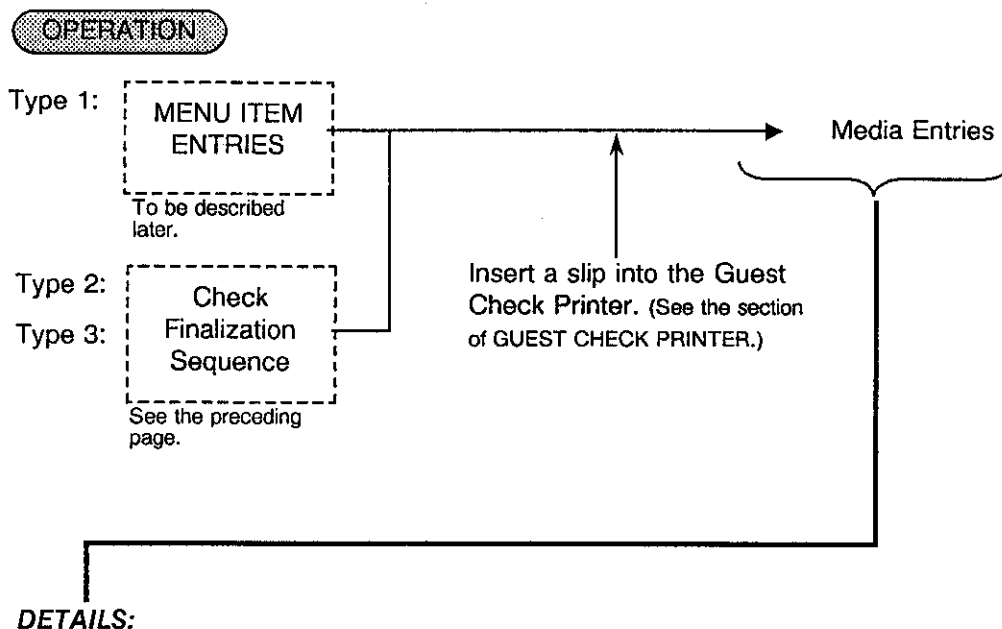 OPERATION
Type 1:
MENU ITEM
ENTRIES
To be described
later.
Media Entries
Type 2:
Type 3:
Check
Finalization
Sequence
See the preceding
page.
Insert a slip into the Guest
Check Printer. (See the section
of GUEST CHECK PRINTER.)
DETAILS: